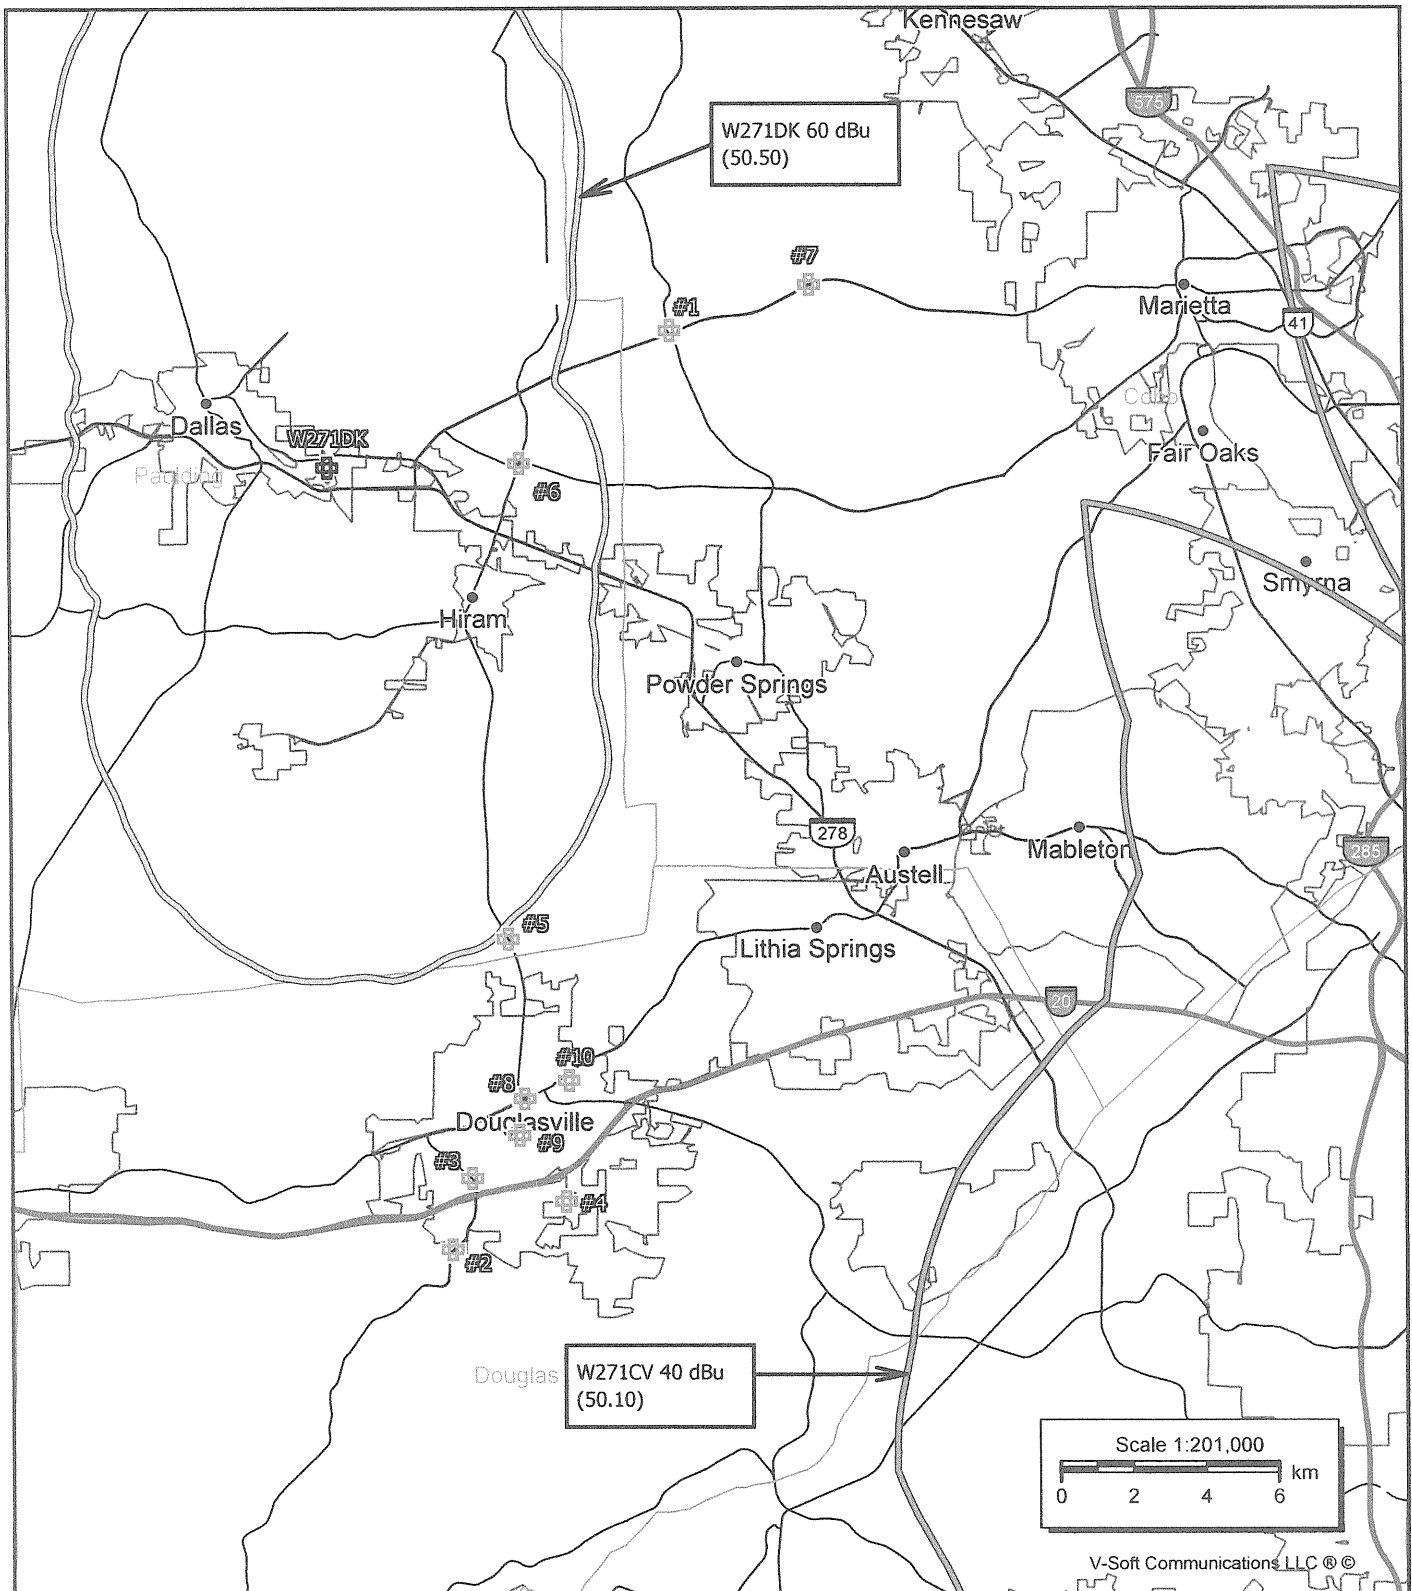 Kennesaw
575
W271DK 60 dBu
(50.50)
#7
#1
Marietta
41
Cobb
Dallas
W271DK
Paulding
Fair Oaks
#6
Smyrna
Hiram
Powder Springs
278
Mableton
285
Austell
#5
Lithia Springs
20
#10
#8
Douglasville
#9
#3
#4
#2
Douglas
W271CV 40 dBu
(50.10)
Scale 1:201,000
km
0 2 4 6
V-Soft Communications LLC ® ©